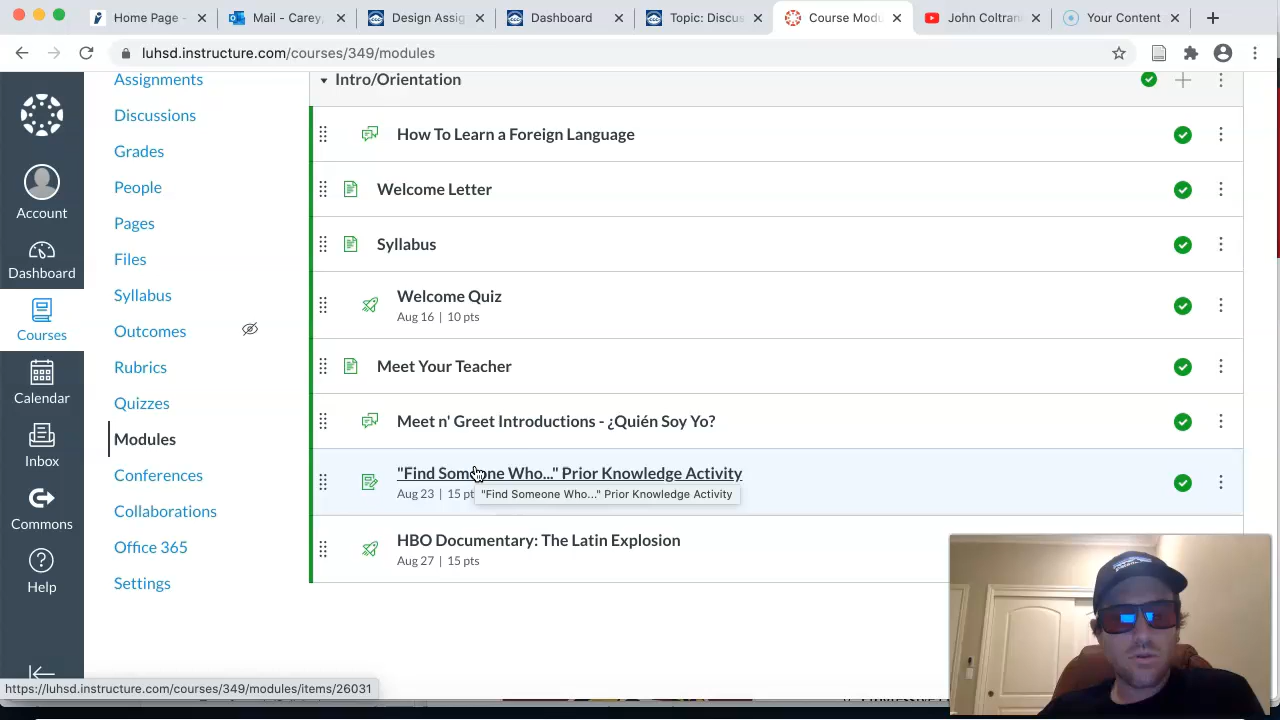 Home Page -
Mail - Carey,
Design Assig
Dashboard
Topic: Discus
Course Modu
John Coltran
Your Content
luhsd.instructure.com/courses/349/modules
Account
Dashboard
Courses
Calendar
Inbox
Commons
Help
Assignments
Discussions
Grades
People
Pages
Files
Syllabus
Outcomes
Rubrics
Quizzes
Modules
Conferences
Collaborations
Office 365
Settings
Intro/Orientation
How To Learn a Foreign Language
Welcome Letter
Syllabus
Welcome Quiz
Aug 16 | 10 pts
Meet Your Teacher
Meet n' Greet Introductions - ¿Quién Soy Yo?
"Find Someone Who..." Prior Knowledge Activity
Aug 23 | 15 pt
"Find Someone Who..." Prior Knowledge Activity
HBO Documentary: The Latin Explosion
Aug 27 | 15 pts
https://luhsd.instructure.com/courses/349/modules/items/26031